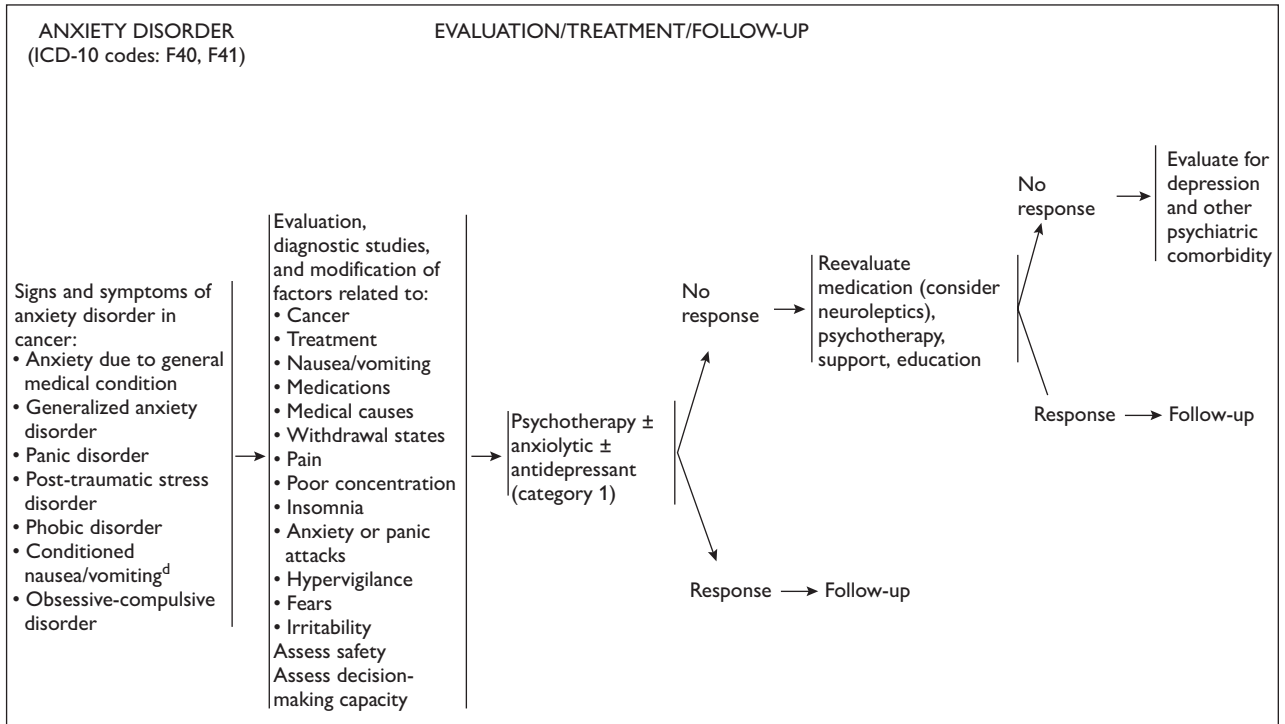 ANXIETY DISORDER
(ICD-10 codes: F40, F41)
EVALUATION/TREATMENT/FOLLOW-UP
Signs and symptoms of
anxiety disorder in
cancer:
• Anxiety due to general
medical condition
• Generalized anxiety
disorder
• Panic disorder
• Post-traumatic stress
disorder
• Phobic disorder
• Conditioned
nausea/vomitingᵈ
• Obsessive-compulsive
disorder
Evaluation,
diagnostic studies,
and modification of
factors related to:
• Cancer
• Treatment
• Nausea/vomiting
• Medications
• Medical causes
• Withdrawal states
• Pain
• Poor concentration
• Insomnia
• Anxiety or panic
attacks
• Hypervigilance
• Fears
• Irritability
Assess safety
Assess decision-
making capacity
Psychotherapy ±
anxiolytic ±
antidepressant
(category 1)
No
response
Response
Follow-up
Reevaluate
medication (consider
neuroleptics),
psychotherapy,
support, education
No
response
Evaluate for
depression
and other
psychiatric
comorbidity
Response
Follow-up